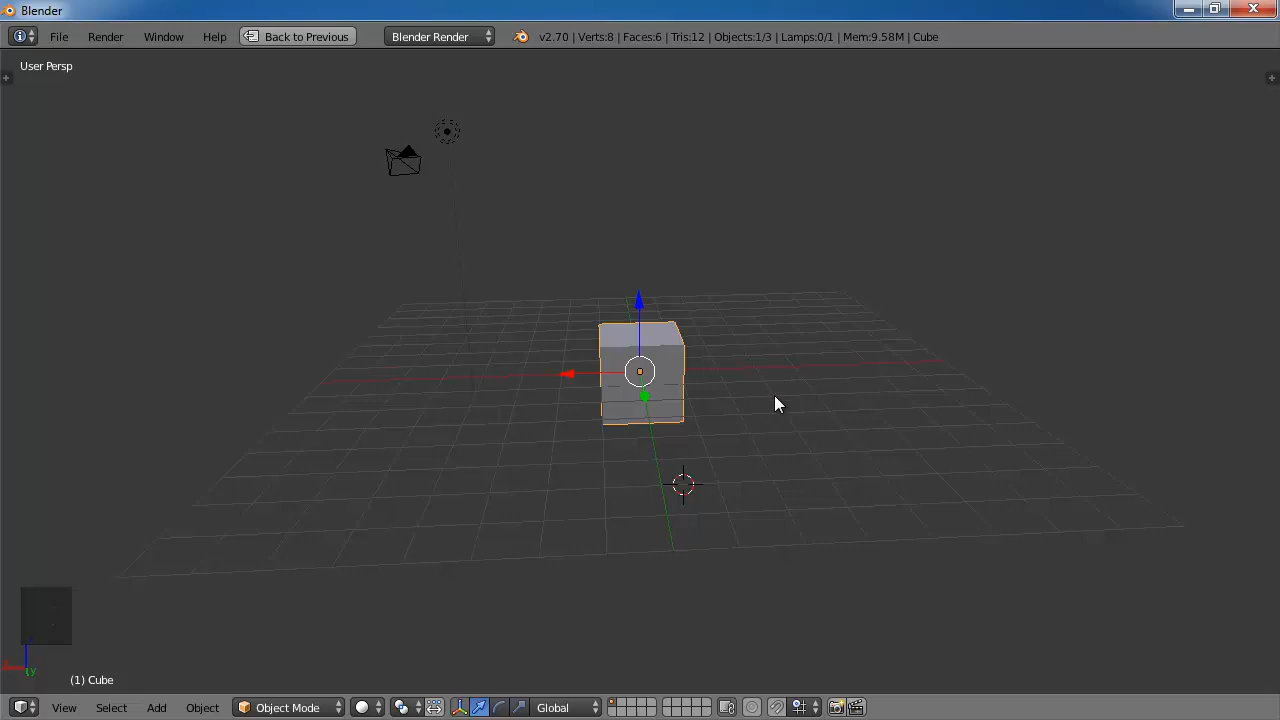 Blender
File Render Window Help Back to Previous Blender Render v2.70 | Verts:8 | Faces:6 | Tris:12 | Objects:1/3 | Lamps:0/1 | Mem:9.58M | Cube
User Persp
y
(1) Cube
View Select Add Object Object Mode Global